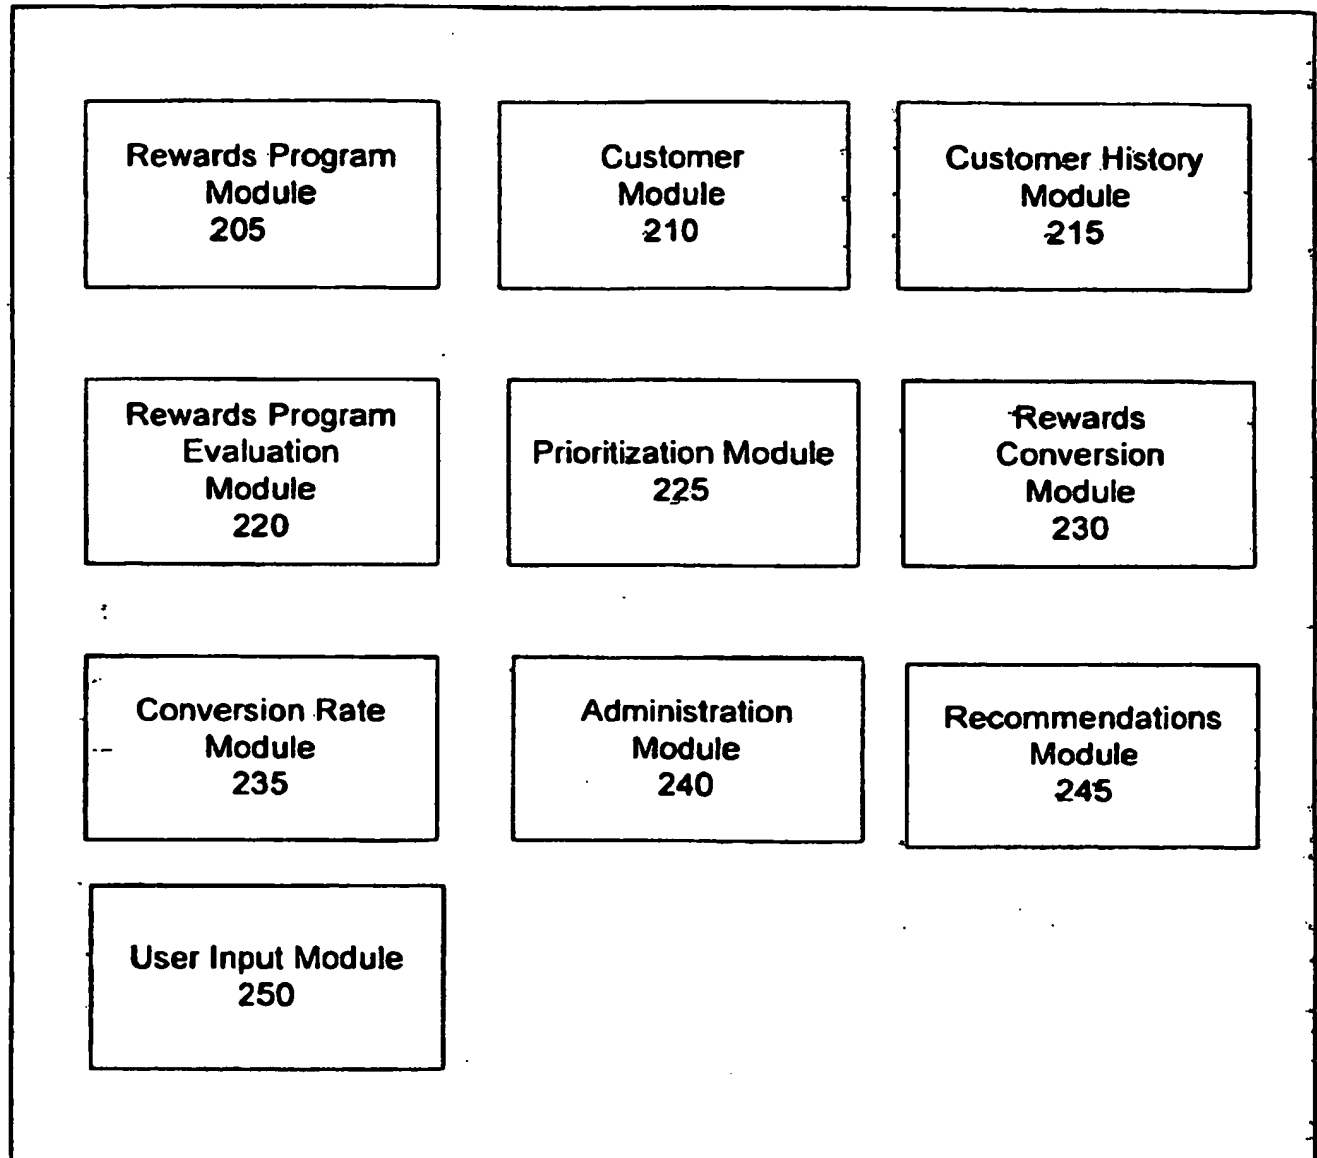 Rewards Program
Module
205
Customer
Module
210
Customer History
Module
215
Rewards Program
Evaluation
Module
220
Prioritization Module
225
Rewards
Conversion
Module
230
Conversion Rate
Module
235
Administration
Module
240
Recommendations
Module
245
User Input Module
250